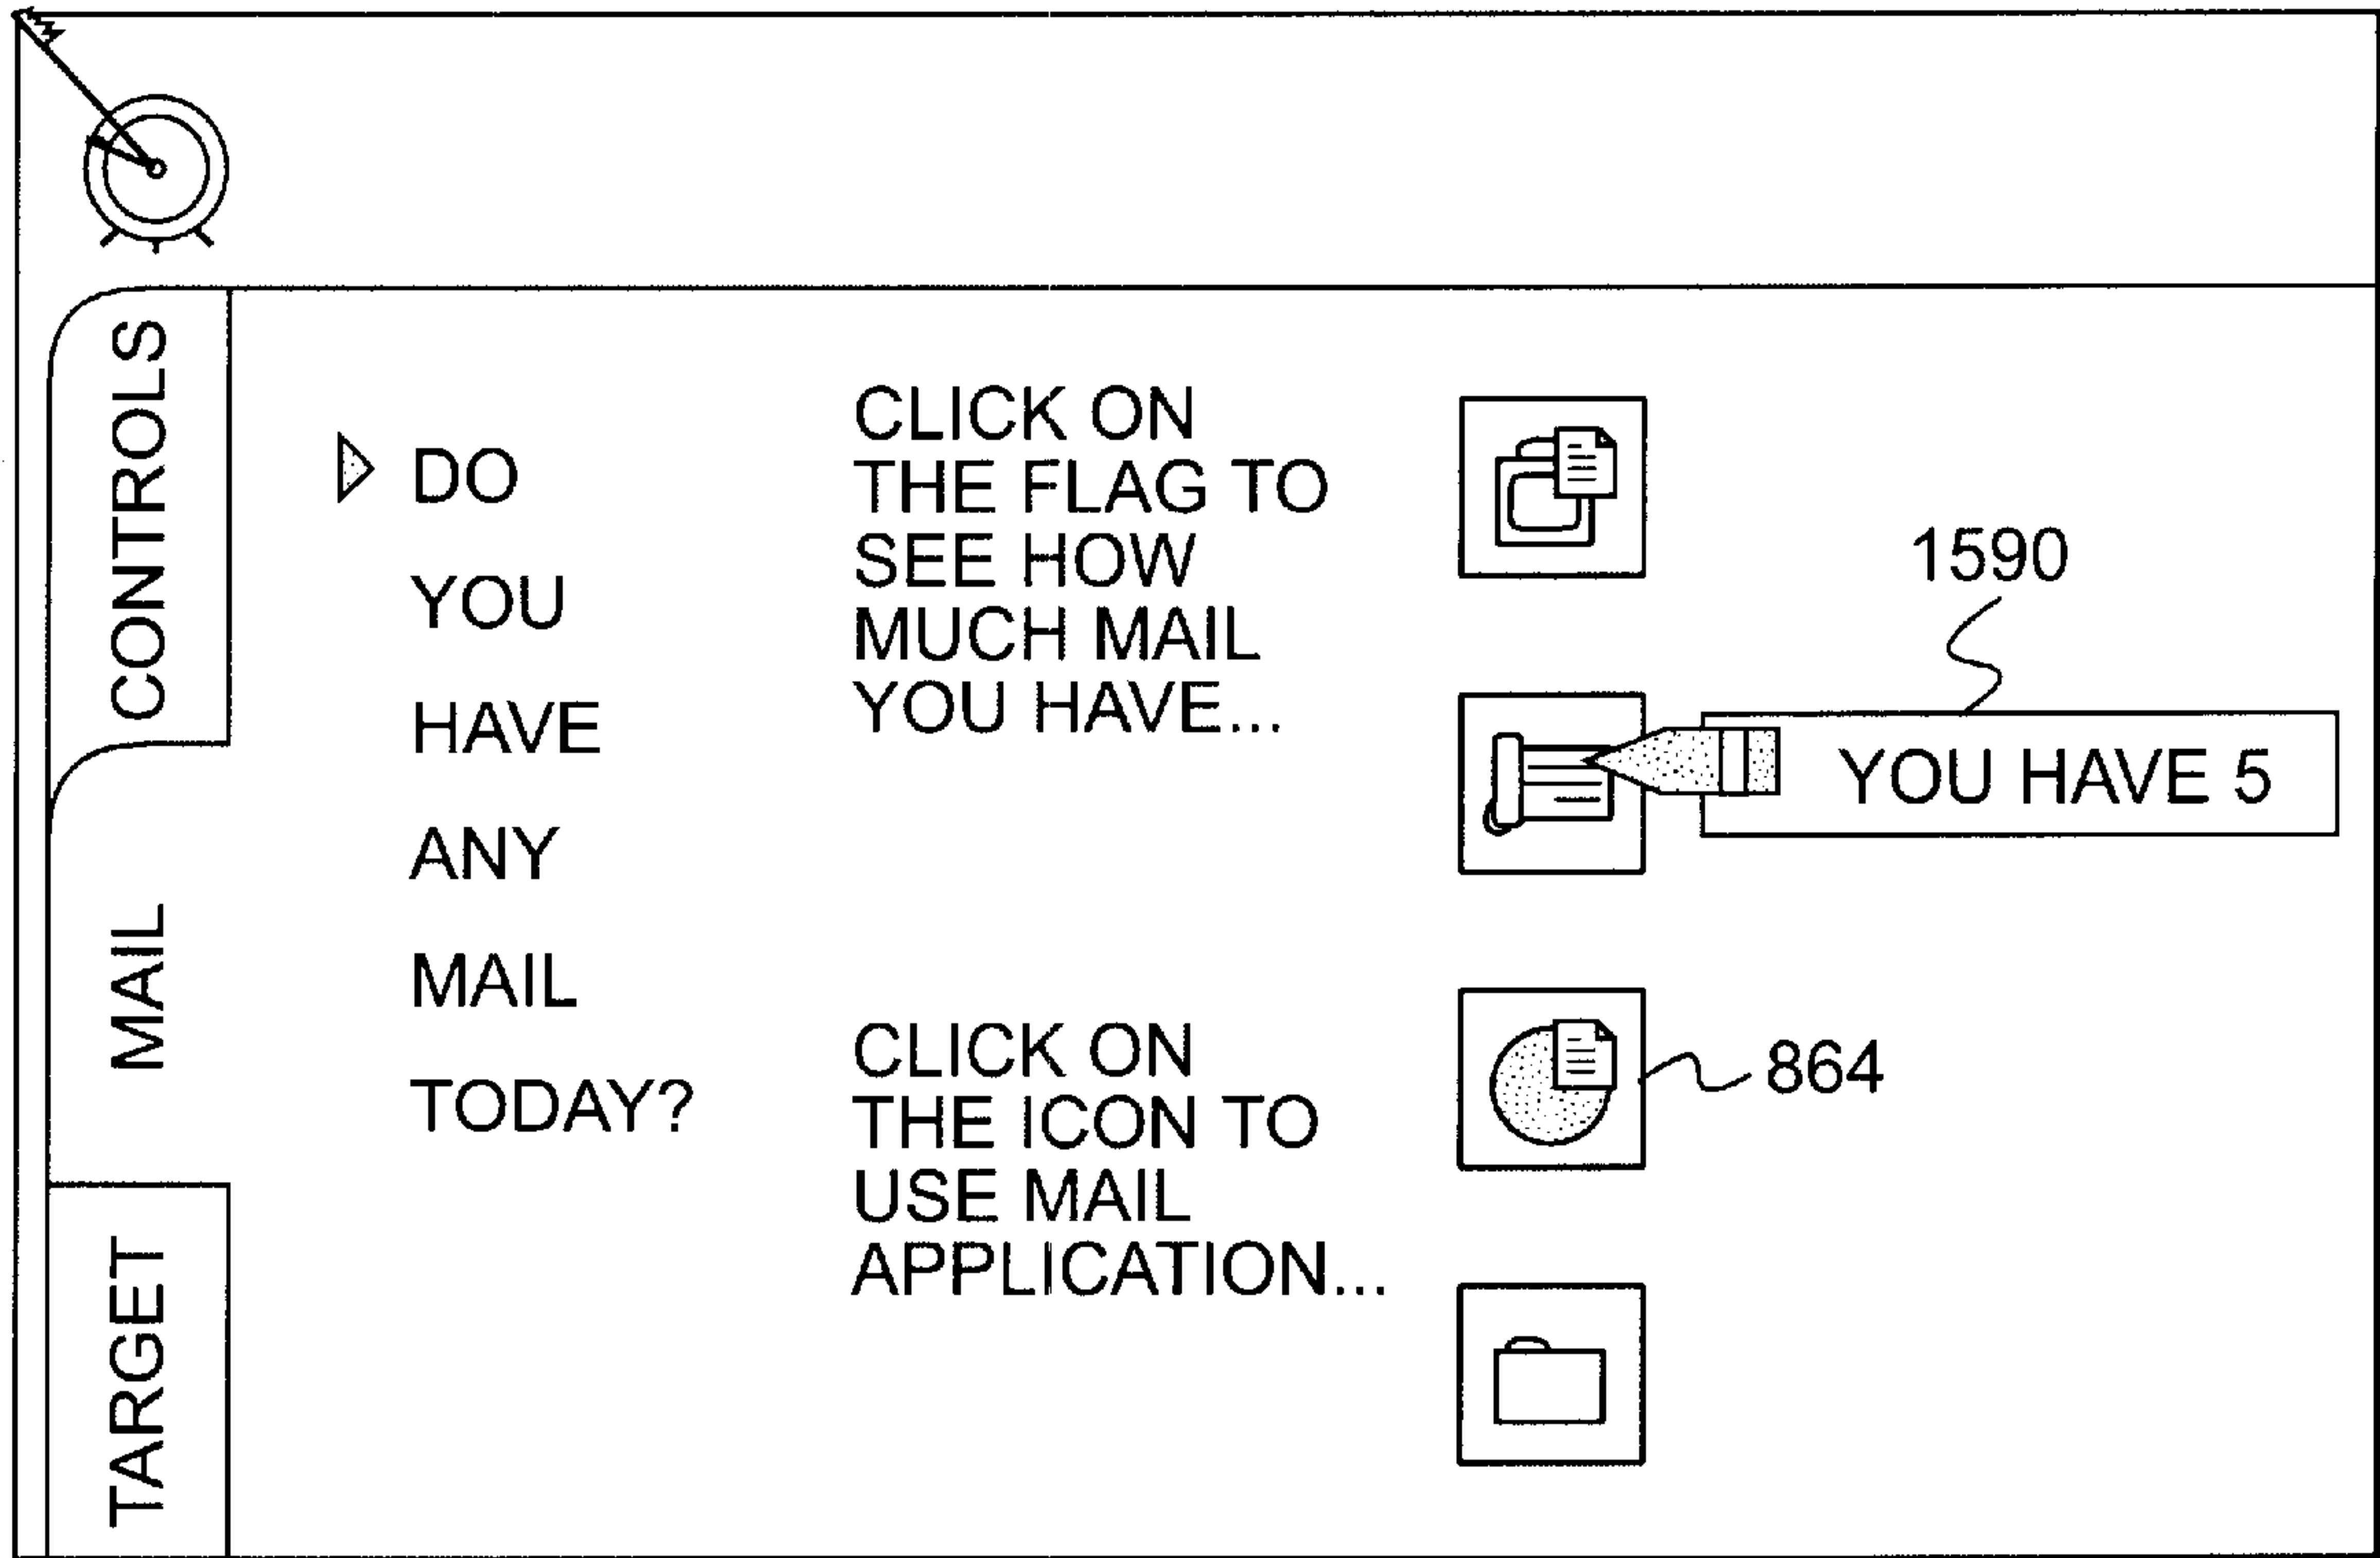 CONTROLS
MAIL
TARGET
DO
YOU
HAVE
ANY
MAIL
TODAY?
CLICK ON
THE FLAG TO
SEE HOW
MUCH MAIL
YOU HAVE...
CLICK ON
THE ICON TO
USE MAIL
APPLICATION...
1590
YOU HAVE 5
864